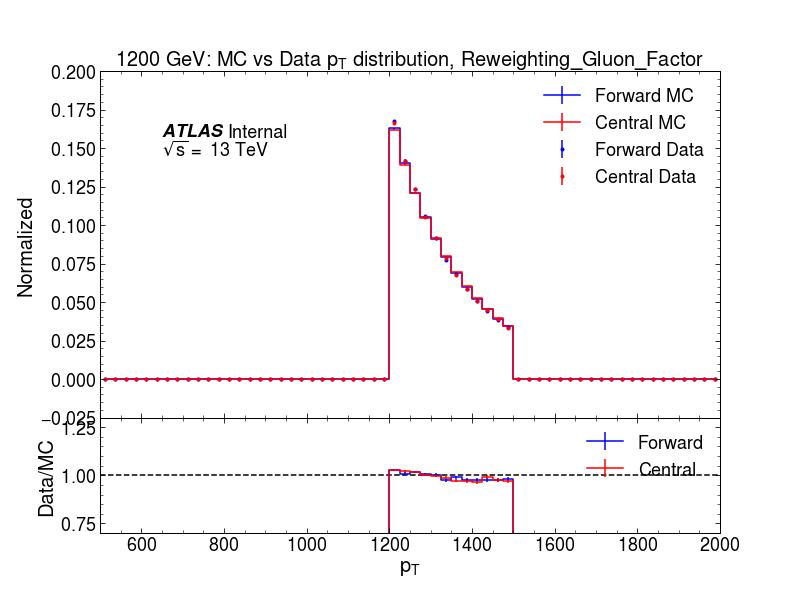 1200 GeV: MC vs Data pT distribution, Reweighting_Gluon_Factor
0.200
0.175
0.150
0.125
0.100
0.075
0.050
0.025
0.000
−0.025
Normalized
ATLAS Internal
√s = 13 TeV
Forward MC
Central MC
Forward Data
Central Data
1.25
1.00
0.75
Data/MC
Forward
Central
600 800 1000 1200 1400 1600 1800 2000
pT